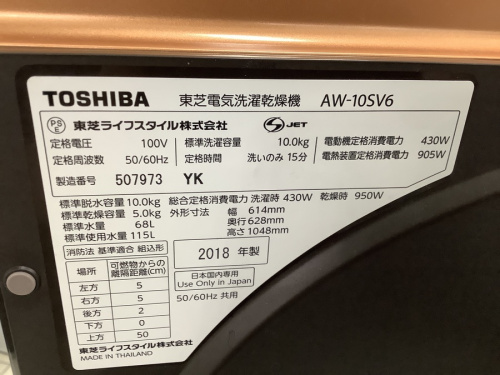 TOSHIBA 東芝電気洗濯乾燥機 AW-10SV6
PS E 東芝ライフスタイル株式会社 S JET
定格電圧 100V 標準洗濯容量 10.0kg 電動機定格消費電力 430W
定格周波数 50/60Hz 定格時間 洗いのみ 15分 電熱装置定格消費電力 905W
製造番号 507973 YK
標準脱水容量 10.0kg 総合定格消費電力 洗濯時 430W 乾燥時 950W
標準乾燥容量 5.0kg 外形寸法 幅 614mm
標準水量 68L 奥行 628mm
標準使用水量 115L 高さ 1048mm
消防法 基準適合 組込形
2018 年製
場所 可燃物からの離隔距離(cm)
左方 5
右方 5
後方 2
下方 0
上方 50
日本国内専用
Use Only in Japan
50/60Hz 共用
東芝ライフスタイル株式会社
MADE IN THAILAND